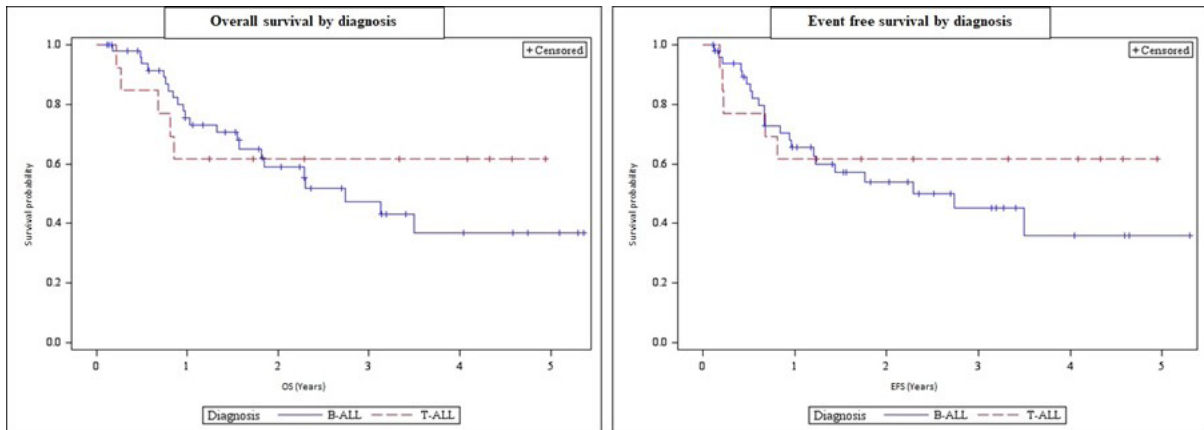 Overall survival by diagnosis
+ Censored
Survival probability
1.0
0.8
0.6
0.4
0.2
0.0
0 1 2 3 4 5
OS (Years)
Diagnosis B-ALL T-ALL
Event free survival by diagnosis
+ Censored
Survival probability
1.0
0.8
0.6
0.4
0.2
0.0
0 1 2 3 4 5
EFS (Years)
Diagnosis B-ALL T-ALL